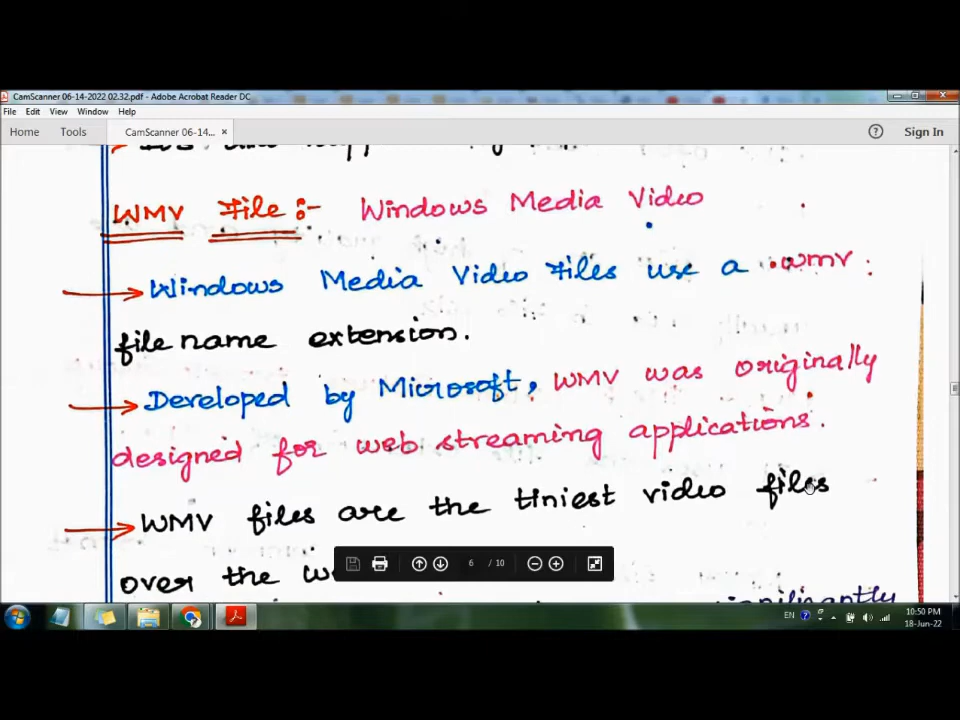 CamScanner 06-14-2022 02.32.pdf - Adobe Acrobat Reader DC
File Edit View Window Help
Home Tools CamScanner 06-14... × ? Sign In
WMV File :- Windows Media Video
Windows Media Video Files use a .wmv
file name extension.
Developed by Microsoft, WMV was originally
designed for web streaming applications.
WMV files are the tiniest video files
over the
significantly
6 / 10
EN 10:50 PM
18-Jun-22